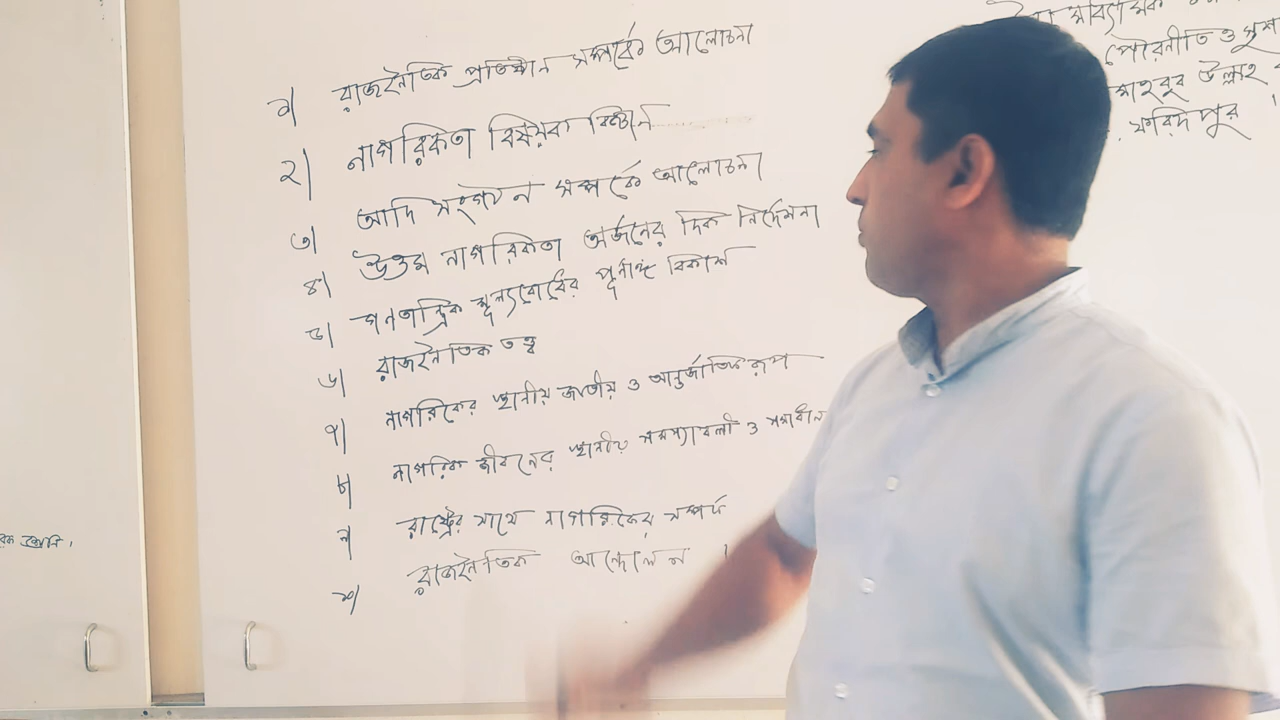 ১। রাজনৈতিক প্রতিষ্ঠান সম্পর্কে আলোচনা
২। নাগরিকতা বিষয়ক বিজ্ঞান
৩। আদি সংগঠন সম্পর্কে আলোচনা
৪। উত্তম নাগরিকতা অর্জনের দিক নির্দেশনা
৫। গণতান্ত্রিক মূল্যবোধের পূর্ণাঙ্গ বিকাশ
৬। রাজনৈতিক তত্ত্ব
৭। নাগরিকের স্থানীয় জাতীয় ও আন্তর্জাতিক রূপ
৮। নাগরিক জীবনের স্থানীয় সমস্যাবলী ও সমাধান
৯। রাষ্ট্রের সাথে নাগরিকের সম্পর্ক
১০। রাজনৈতিক আন্দোলন ।
মাধ্যমিক
পৌরনীতি ও সুশা
মাহবুব উল্লাহ
ফরিদপুর ।